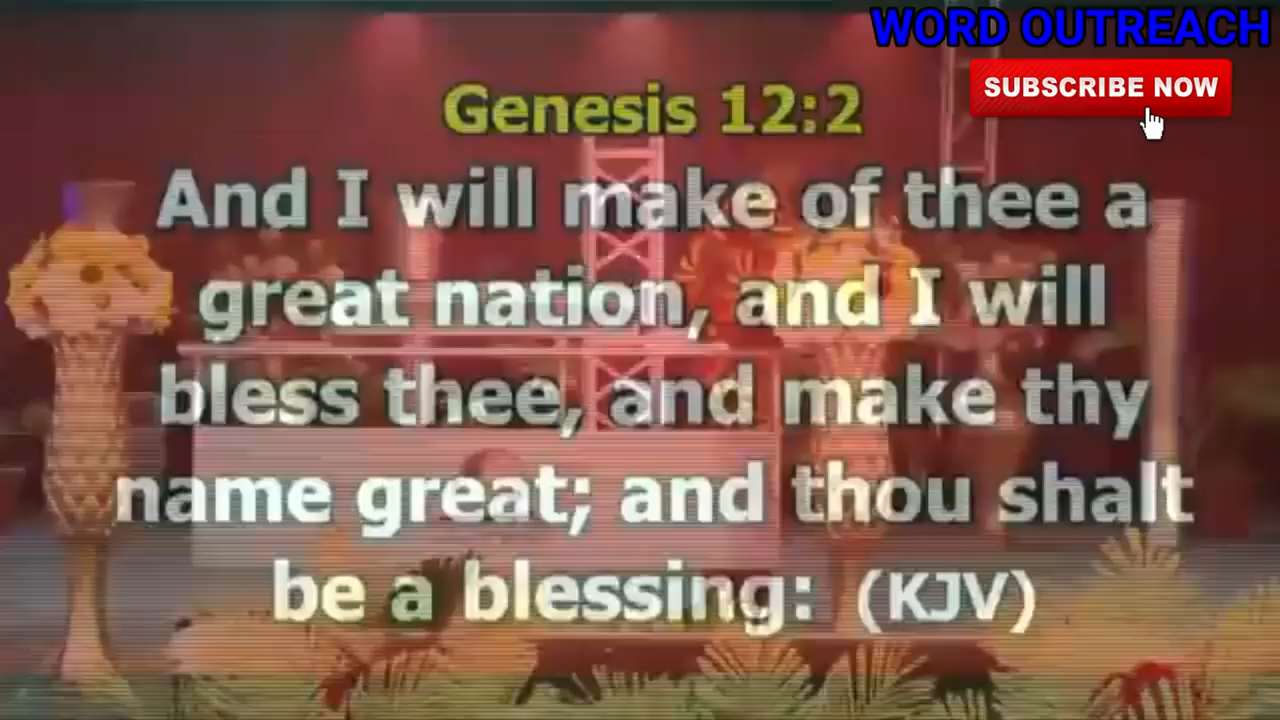 WORD OUTREACH
SUBSCRIBE NOW
Genesis 12:2
And I will make of thee a
great nation, and I will
bless thee, and make thy
name great; and thou shalt
be a blessing: (KJV)